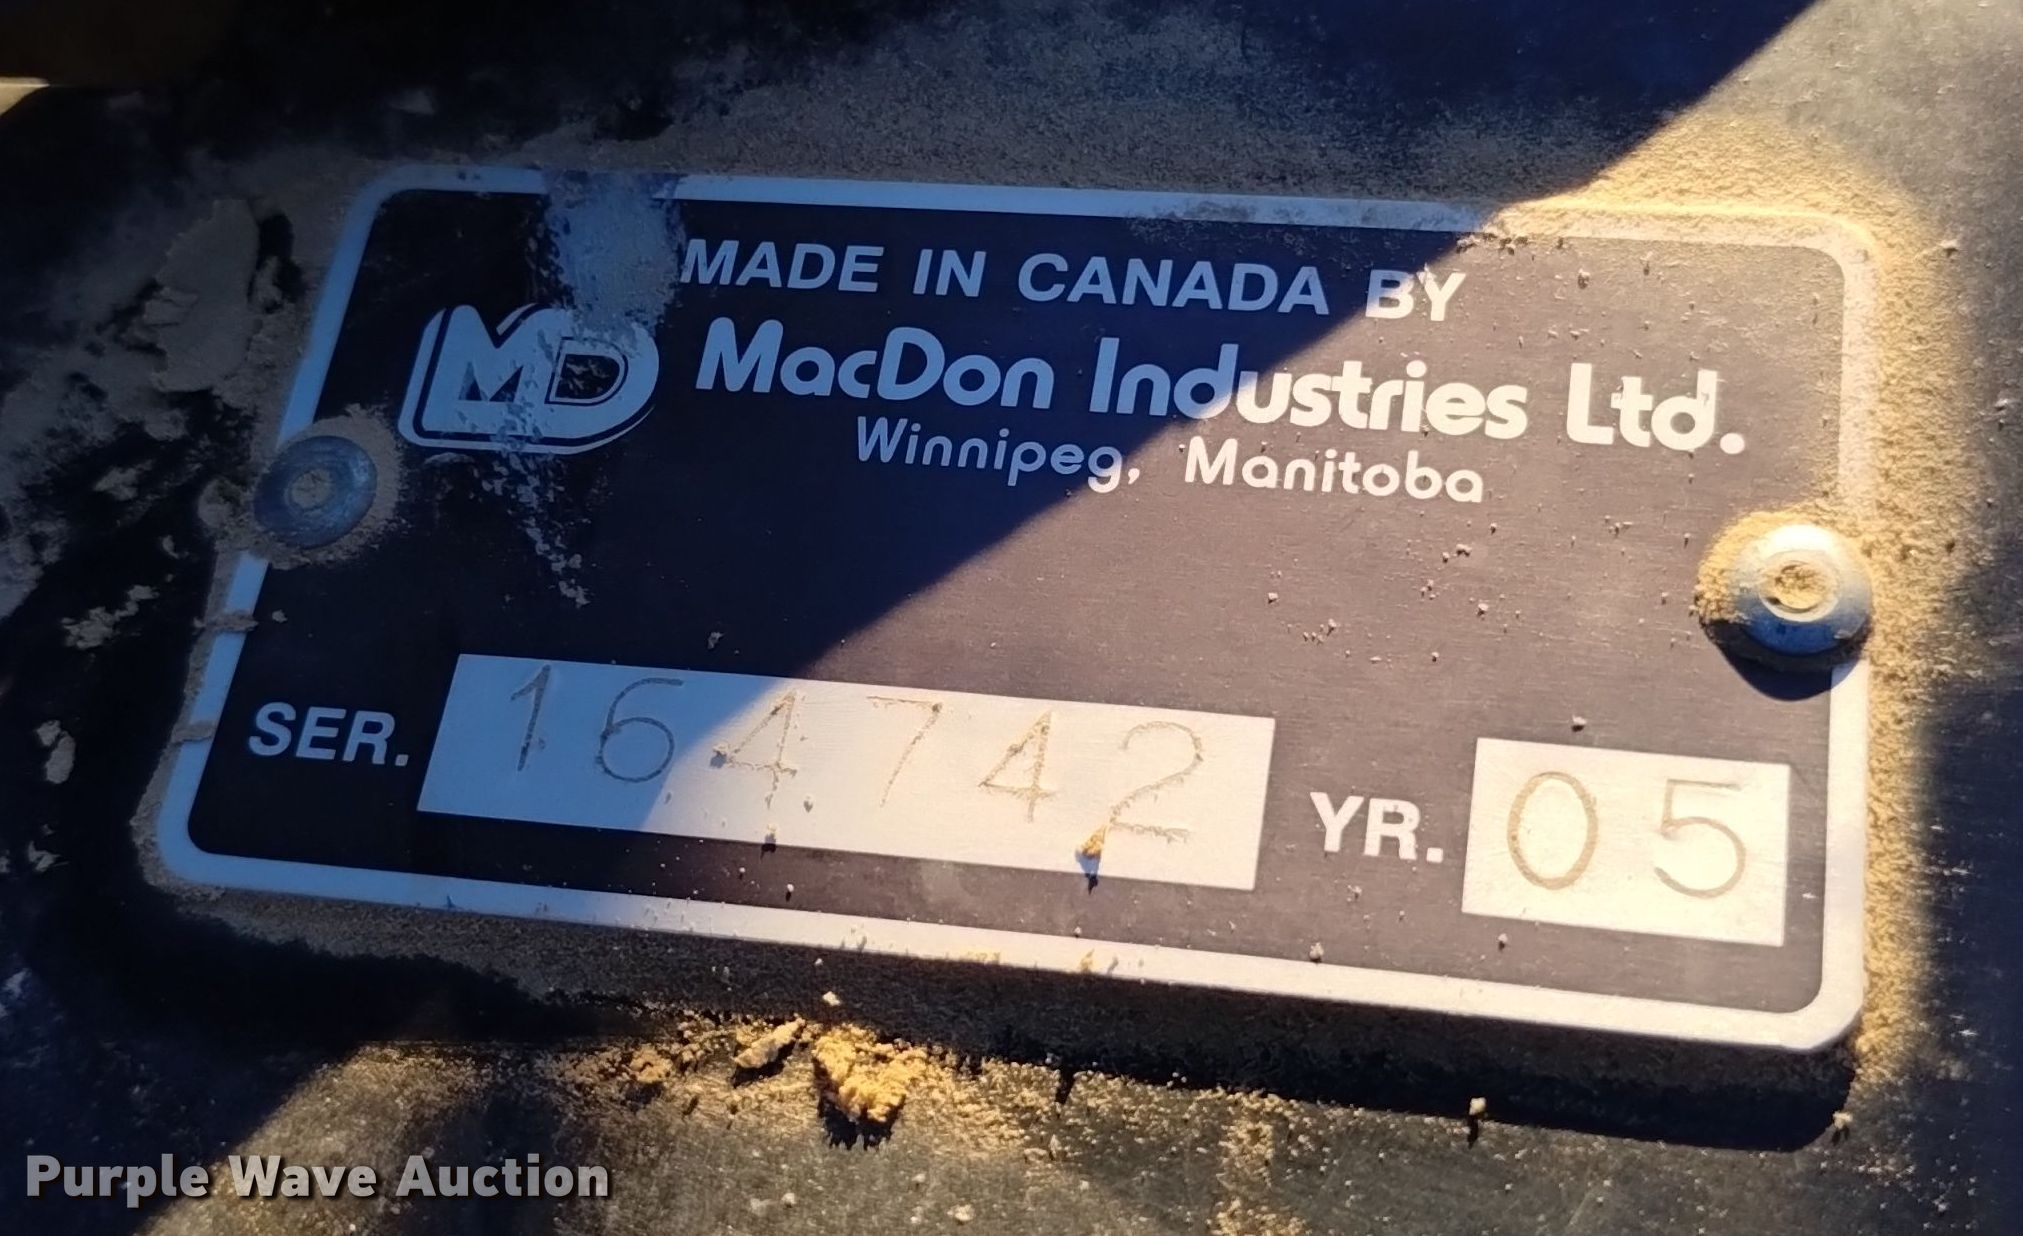 MADE IN CANADA BY
MD MacDon Industries Ltd.
Winnipeg, Manitoba
SER. 164742 YR. 05
Purple Wave Auction